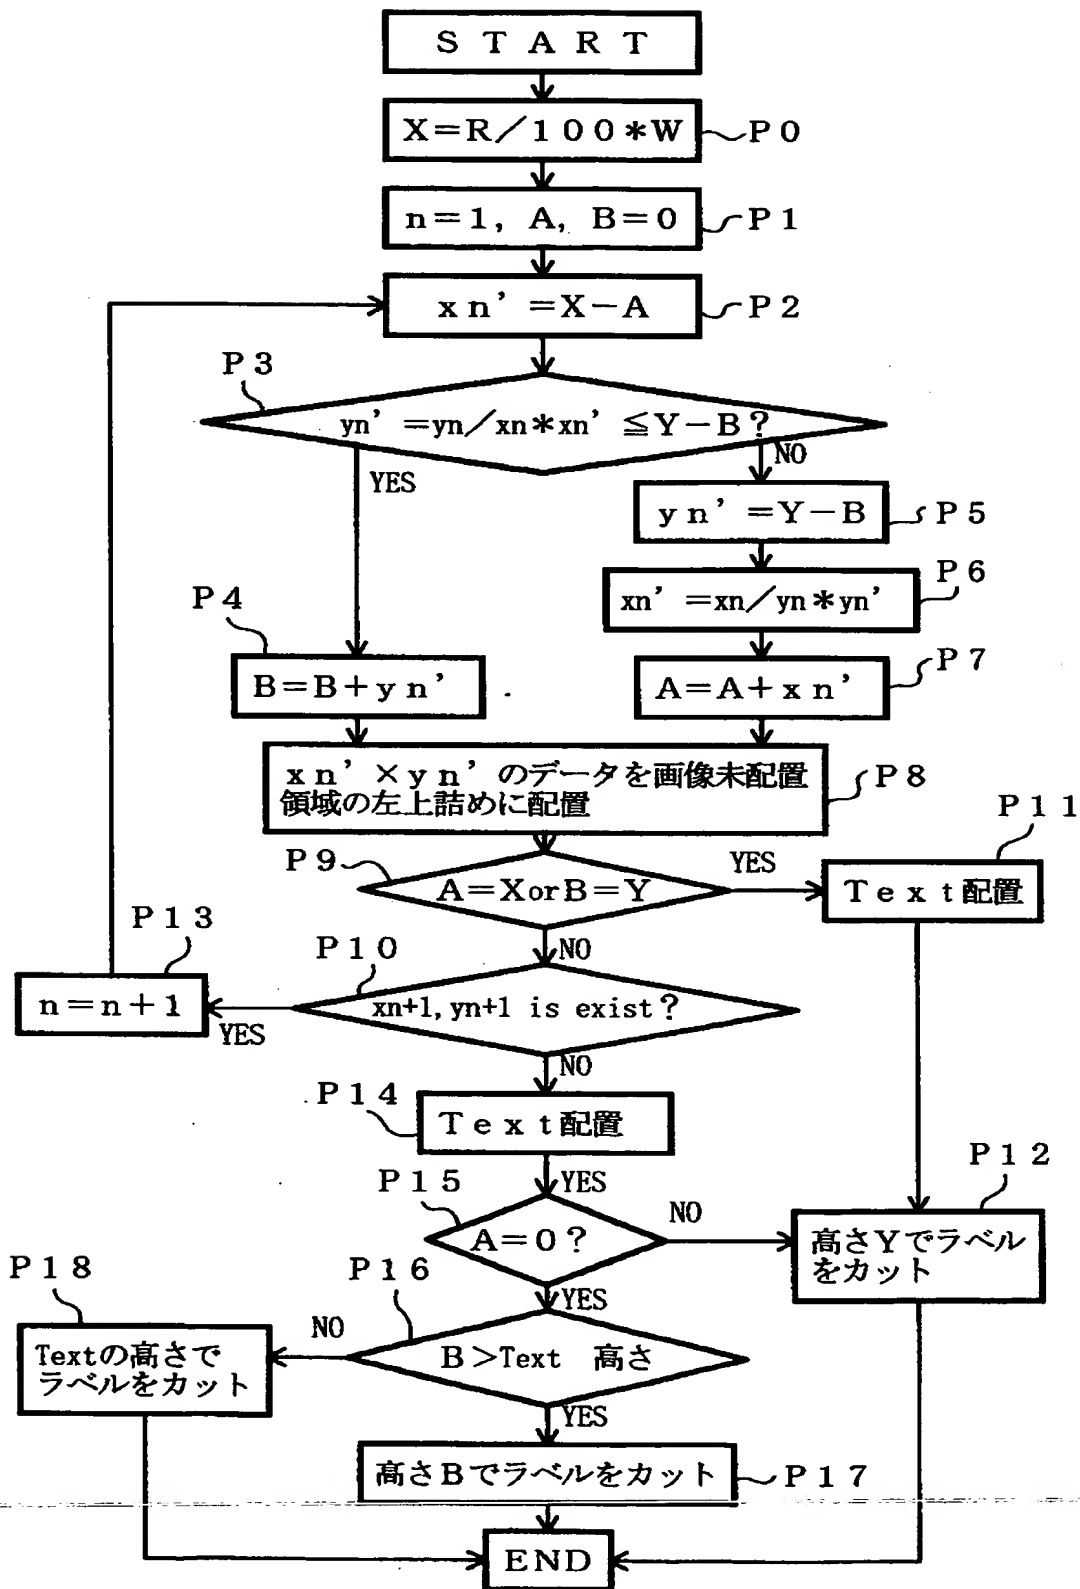 ＳＴＡＲＴ
Ｘ＝Ｒ／１００＊Ｗ
Ｐ０
ｎ＝１, Ａ, Ｂ＝０
Ｐ１
ｘｎ’＝Ｘ－Ａ
Ｐ２
Ｐ３
yn’＝yn／xn＊xn’≦Ｙ－Ｂ？
NO
YES
ｙｎ’＝Ｙ－Ｂ
Ｐ５
Ｐ６
xn’＝xn／yn＊yn’
Ｐ４
Ｐ７
Ｂ＝Ｂ＋ｙｎ’
Ａ＝Ａ＋ｘｎ’
ｘｎ’×ｙｎ’のデータを画像未配置
領域の左上詰めに配置
Ｐ８
Ｐ１１
Ｐ９
YES
Ａ＝ＸorＢ＝Ｙ
Ｔｅｘｔ配置
Ｐ１３
Ｐ１０
NO
ｎ＝ｎ＋１
xn+1,yn+1 is exist？
YES
NO
Ｐ１４
Ｔｅｘｔ配置
Ｐ１２
Ｐ１５
YES
NO
Ａ＝０？
高さＹでラベル
をカット
Ｐ１８
Ｐ１６
YES
NO
Textの高さで
ラベルをカット
Ｂ＞Text 高さ
YES
高さＢでラベルをカット
Ｐ１７
ＥＮＤ